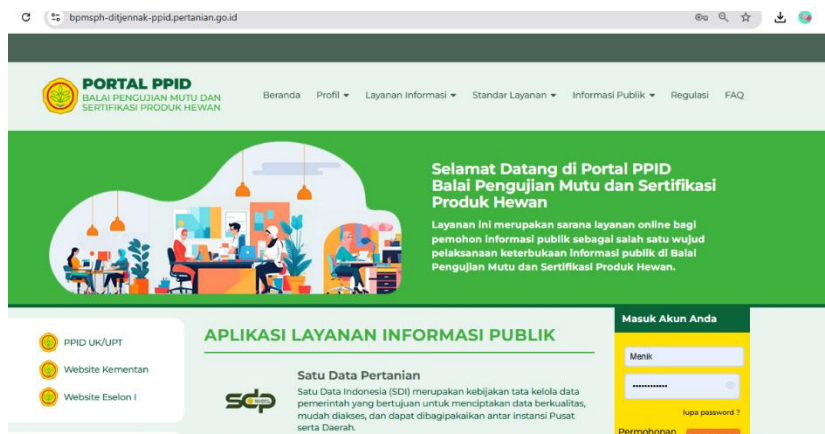 bpmsph-ditjennak-ppid.pertanian.go.id
PORTAL PPID
BALAI PENGUJIAN MUTU DAN
SERTIFIKASI PRODUK HEWAN
Beranda Profil Layanan Informasi Standar Layanan Informasi Publik Regulasi FAQ
Selamat Datang di Portal PPID
Balai Pengujian Mutu dan Sertifikasi
Produk Hewan
Layanan ini merupakan sarana layanan online bagi
pemohon informasi publik sebagai salah satu wujud
pelaksanaan keterbukaan informasi publik di Balai
Pengujian Mutu dan Sertifikasi Produk Hewan.
PPID UK/UPT
Website Kementan
Website Eselon I
APLIKASI LAYANAN INFORMASI PUBLIK
sdp
Satu Data Pertanian
Satu Data Indonesia (SDI) merupakan kebijakan tata kelola data
pemerintah yang bertujuan untuk menciptakan data berkualitas,
mudah diakses, dan dapat dibagipakaikan antar instansi Pusat
serta Daerah.
Masuk Akun Anda
Menik
••••••••••••
lupa password ?
Permohonan